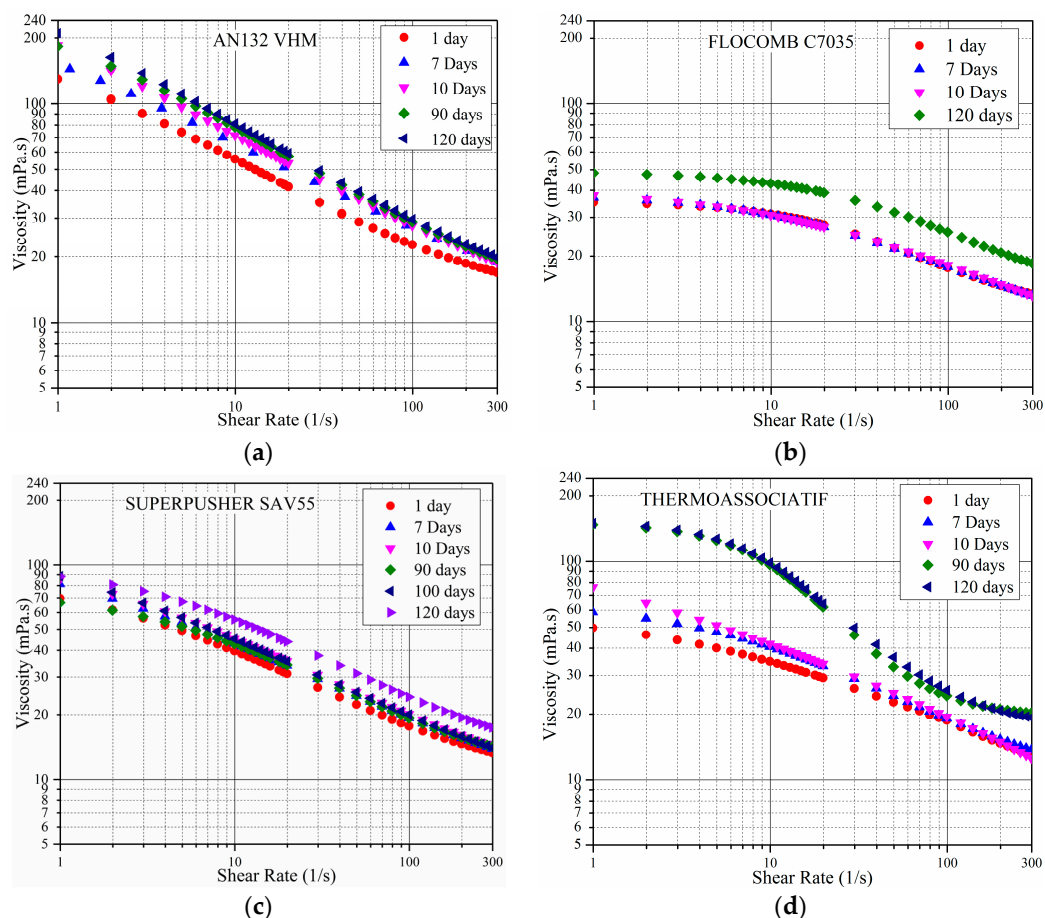 240
200
100
90
80
70
60
50
40
30
20
10
9
8
7
6
5
Viscosity (mPa.s)
AN132 VHM
1 day
7 Days
10 Days
90 days
120 days
1
10
100
300
Shear Rate (1/s)
(a)
240
200
100
90
80
70
60
50
40
30
20
10
9
8
7
6
5
Viscosity (mPa.s)
FLOCOMB C7035
1 day
7 Days
10 Days
120 days
1
10
100
300
Shear Rate (1/s)
(b)
240
200
100
90
80
70
60
50
40
30
20
10
9
8
7
6
5
Viscosity (mPa.s)
SUPERPUSHER SAV55
1 day
7 Days
10 Days
90 days
100 days
120 days
1
10
100
300
Shear Rate (1/s)
(c)
240
200
100
90
80
70
60
50
40
30
20
10
9
8
7
6
5
Viscosity (mPa.s)
THERMOASSOCIATIF
1 day
7 Days
10 Days
90 days
120 days
1
10
100
300
Shear Rate (1/s)
(d)